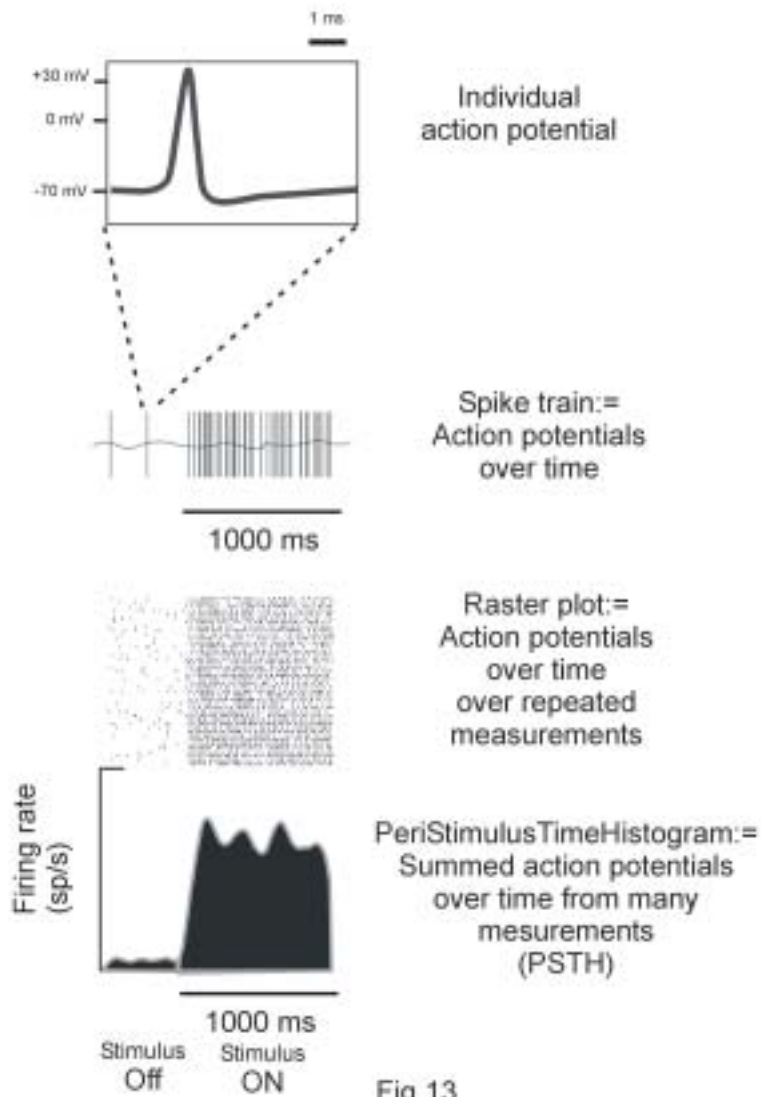 1 ms
+30 mV
0 mV
-70 mV
Individual
action potential
Spike train:=
Action potentials
over time
1000 ms
Raster plot:=
Action potentials
over time
over repeated
measurements
Firing rate
(sp/s)
PeriStimulusTimeHistogram:=
Summed action potentials
over time from many
mesurements
(PSTH)
1000 ms
Stimulus
Off
Stimulus
ON
Fig 13